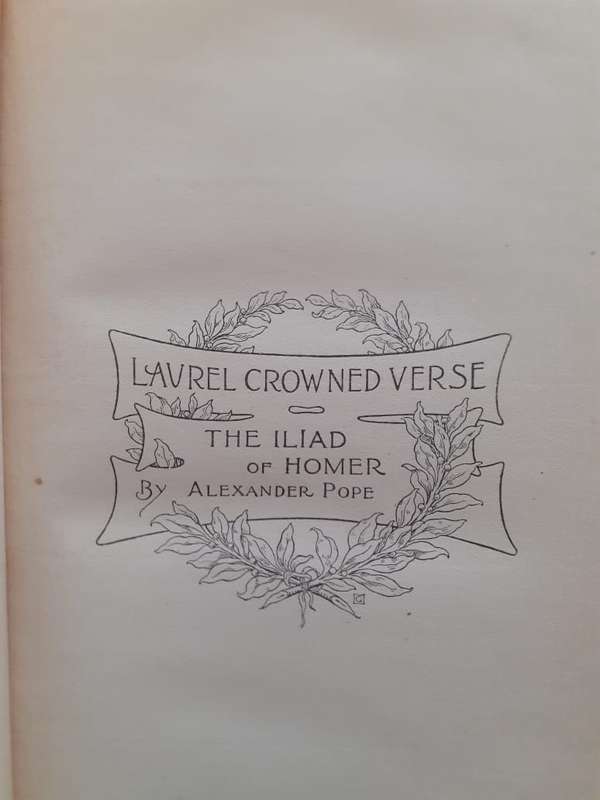 LAVREL CROWNED VERSE
THE ILIAD
OF HOMER
By ALEXANDER POPE